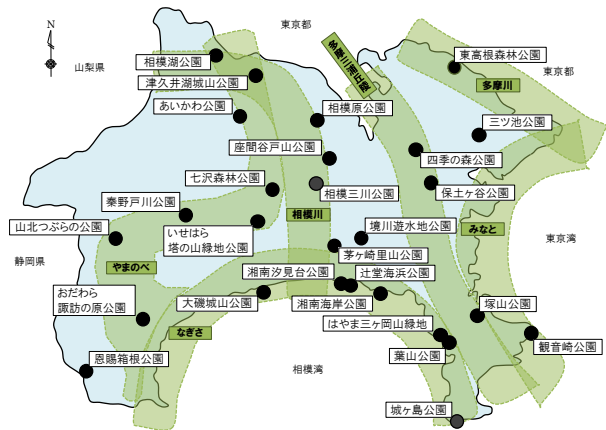 N
東京都
山梨県
相模湖公園
津久井湖城山公園
あいかわ公園
多摩三浦丘陵
東高根森林公園
東京都
多摩川
相模原公園
三ツ池公園
座間谷戸山公園
四季の森公園
七沢森林公園
相模三川公園
保土ヶ谷公園
秦野戸川公園
山北つぶらの公園
いせはら
塔の山緑地公園
相模川
境川遊水地公園
みなと
東京湾
茅ヶ崎里山公園
静岡県
やまのべ
湘南汐見台公園
辻堂海浜公園
おだわら
諏訪の原公園
大磯城山公園
湘南海岸公園
塚山公園
なぎさ
はやま三ヶ岡山緑地
観音崎公園
葉山公園
恩賜箱根公園
相模湾
城ヶ島公園